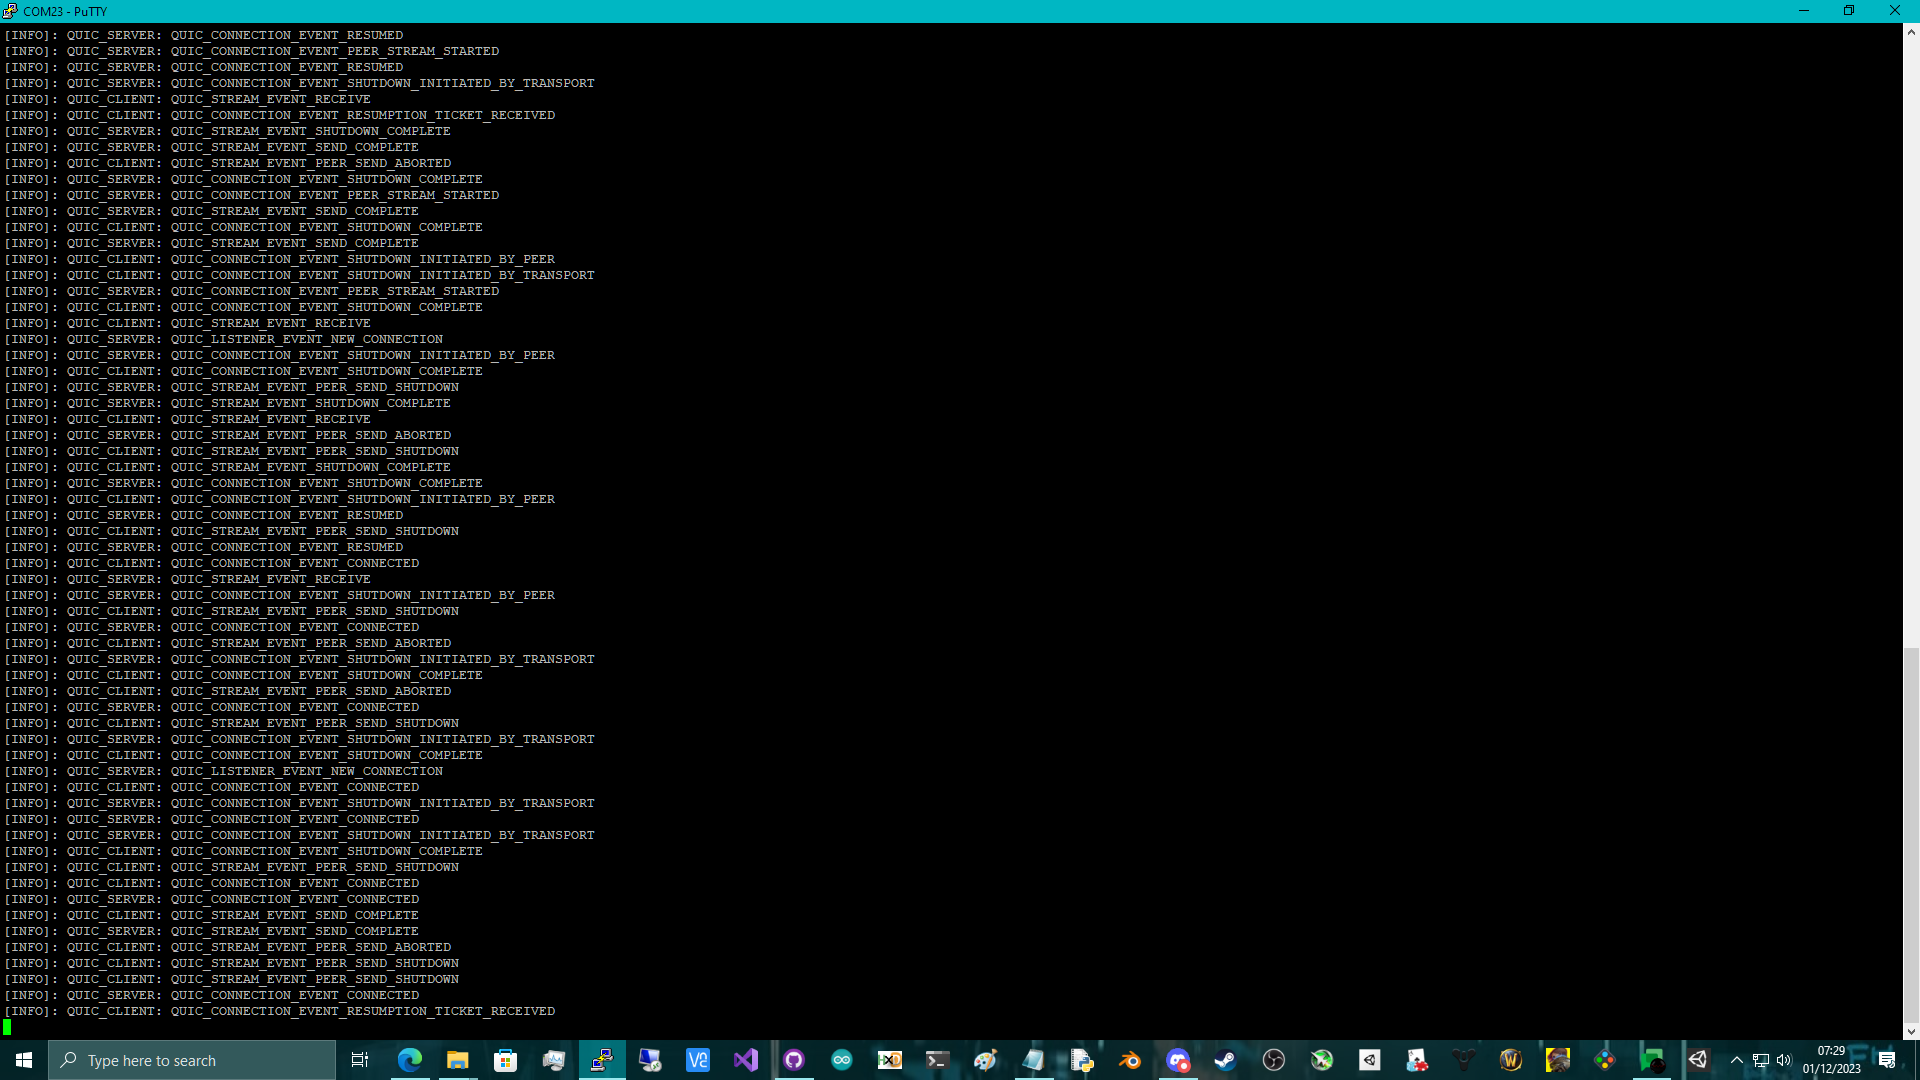 COM23 - PuTTY
[INFO]: QUIC_SERVER: QUIC_CONNECTION_EVENT_RESUMED
[INFO]: QUIC_SERVER: QUIC_CONNECTION_EVENT_PEER_STREAM_STARTED
[INFO]: QUIC_SERVER: QUIC_CONNECTION_EVENT_RESUMED
[INFO]: QUIC_SERVER: QUIC_CONNECTION_EVENT_SHUTDOWN_INITIATED_BY_TRANSPORT
[INFO]: QUIC_CLIENT: QUIC_STREAM_EVENT_RECEIVE
[INFO]: QUIC_CLIENT: QUIC_CONNECTION_EVENT_RESUMPTION_TICKET_RECEIVED
[INFO]: QUIC_SERVER: QUIC_STREAM_EVENT_SHUTDOWN_COMPLETE
[INFO]: QUIC_SERVER: QUIC_STREAM_EVENT_SEND_COMPLETE
[INFO]: QUIC_CLIENT: QUIC_STREAM_EVENT_PEER_SEND_ABORTED
[INFO]: QUIC_SERVER: QUIC_CONNECTION_EVENT_SHUTDOWN_COMPLETE
[INFO]: QUIC_SERVER: QUIC_CONNECTION_EVENT_PEER_STREAM_STARTED
[INFO]: QUIC_SERVER: QUIC_STREAM_EVENT_SEND_COMPLETE
[INFO]: QUIC_CLIENT: QUIC_CONNECTION_EVENT_SHUTDOWN_COMPLETE
[INFO]: QUIC_SERVER: QUIC_STREAM_EVENT_SEND_COMPLETE
[INFO]: QUIC_CLIENT: QUIC_CONNECTION_EVENT_SHUTDOWN_INITIATED_BY_PEER
[INFO]: QUIC_CLIENT: QUIC_CONNECTION_EVENT_SHUTDOWN_INITIATED_BY_TRANSPORT
[INFO]: QUIC_SERVER: QUIC_CONNECTION_EVENT_PEER_STREAM_STARTED
[INFO]: QUIC_CLIENT: QUIC_CONNECTION_EVENT_SHUTDOWN_COMPLETE
[INFO]: QUIC_CLIENT: QUIC_STREAM_EVENT_RECEIVE
[INFO]: QUIC_SERVER: QUIC_LISTENER_EVENT_NEW_CONNECTION
[INFO]: QUIC_SERVER: QUIC_CONNECTION_EVENT_SHUTDOWN_INITIATED_BY_PEER
[INFO]: QUIC_CLIENT: QUIC_CONNECTION_EVENT_SHUTDOWN_COMPLETE
[INFO]: QUIC_SERVER: QUIC_STREAM_EVENT_PEER_SEND_SHUTDOWN
[INFO]: QUIC_SERVER: QUIC_STREAM_EVENT_SHUTDOWN_COMPLETE
[INFO]: QUIC_CLIENT: QUIC_STREAM_EVENT_RECEIVE
[INFO]: QUIC_SERVER: QUIC_STREAM_EVENT_PEER_SEND_ABORTED
[INFO]: QUIC_CLIENT: QUIC_STREAM_EVENT_PEER_SEND_SHUTDOWN
[INFO]: QUIC_CLIENT: QUIC_STREAM_EVENT_SHUTDOWN_COMPLETE
[INFO]: QUIC_SERVER: QUIC_CONNECTION_EVENT_SHUTDOWN_COMPLETE
[INFO]: QUIC_CLIENT: QUIC_CONNECTION_EVENT_SHUTDOWN_INITIATED_BY_PEER
[INFO]: QUIC_SERVER: QUIC_CONNECTION_EVENT_RESUMED
[INFO]: QUIC_CLIENT: QUIC_STREAM_EVENT_PEER_SEND_SHUTDOWN
[INFO]: QUIC_SERVER: QUIC_CONNECTION_EVENT_RESUMED
[INFO]: QUIC_CLIENT: QUIC_CONNECTION_EVENT_CONNECTED
[INFO]: QUIC_SERVER: QUIC_STREAM_EVENT_RECEIVE
[INFO]: QUIC_SERVER: QUIC_CONNECTION_EVENT_SHUTDOWN_INITIATED_BY_PEER
[INFO]: QUIC_CLIENT: QUIC_STREAM_EVENT_PEER_SEND_SHUTDOWN
[INFO]: QUIC_SERVER: QUIC_CONNECTION_EVENT_CONNECTED
[INFO]: QUIC_CLIENT: QUIC_STREAM_EVENT_PEER_SEND_ABORTED
[INFO]: QUIC_SERVER: QUIC_CONNECTION_EVENT_SHUTDOWN_INITIATED_BY_TRANSPORT
[INFO]: QUIC_CLIENT: QUIC_CONNECTION_EVENT_SHUTDOWN_COMPLETE
[INFO]: QUIC_CLIENT: QUIC_STREAM_EVENT_PEER_SEND_ABORTED
[INFO]: QUIC_SERVER: QUIC_CONNECTION_EVENT_CONNECTED
[INFO]: QUIC_CLIENT: QUIC_STREAM_EVENT_PEER_SEND_SHUTDOWN
[INFO]: QUIC_SERVER: QUIC_CONNECTION_EVENT_SHUTDOWN_INITIATED_BY_TRANSPORT
[INFO]: QUIC_CLIENT: QUIC_CONNECTION_EVENT_SHUTDOWN_COMPLETE
[INFO]: QUIC_SERVER: QUIC_LISTENER_EVENT_NEW_CONNECTION
[INFO]: QUIC_CLIENT: QUIC_CONNECTION_EVENT_CONNECTED
[INFO]: QUIC_SERVER: QUIC_CONNECTION_EVENT_SHUTDOWN_INITIATED_BY_TRANSPORT
[INFO]: QUIC_SERVER: QUIC_CONNECTION_EVENT_CONNECTED
[INFO]: QUIC_SERVER: QUIC_CONNECTION_EVENT_SHUTDOWN_INITIATED_BY_TRANSPORT
[INFO]: QUIC_CLIENT: QUIC_CONNECTION_EVENT_SHUTDOWN_COMPLETE
[INFO]: QUIC_CLIENT: QUIC_STREAM_EVENT_PEER_SEND_SHUTDOWN
[INFO]: QUIC_CLIENT: QUIC_CONNECTION_EVENT_CONNECTED
[INFO]: QUIC_SERVER: QUIC_CONNECTION_EVENT_CONNECTED
[INFO]: QUIC_CLIENT: QUIC_STREAM_EVENT_SEND_COMPLETE
[INFO]: QUIC_SERVER: QUIC_STREAM_EVENT_SEND_COMPLETE
[INFO]: QUIC_CLIENT: QUIC_STREAM_EVENT_PEER_SEND_ABORTED
[INFO]: QUIC_CLIENT: QUIC_STREAM_EVENT_PEER_SEND_SHUTDOWN
[INFO]: QUIC_CLIENT: QUIC_STREAM_EVENT_PEER_SEND_SHUTDOWN
[INFO]: QUIC_SERVER: QUIC_CONNECTION_EVENT_CONNECTED
[INFO]: QUIC_CLIENT: QUIC_CONNECTION_EVENT_RESUMPTION_TICKET_RECEIVED
Type here to search
07:29
01/12/2023